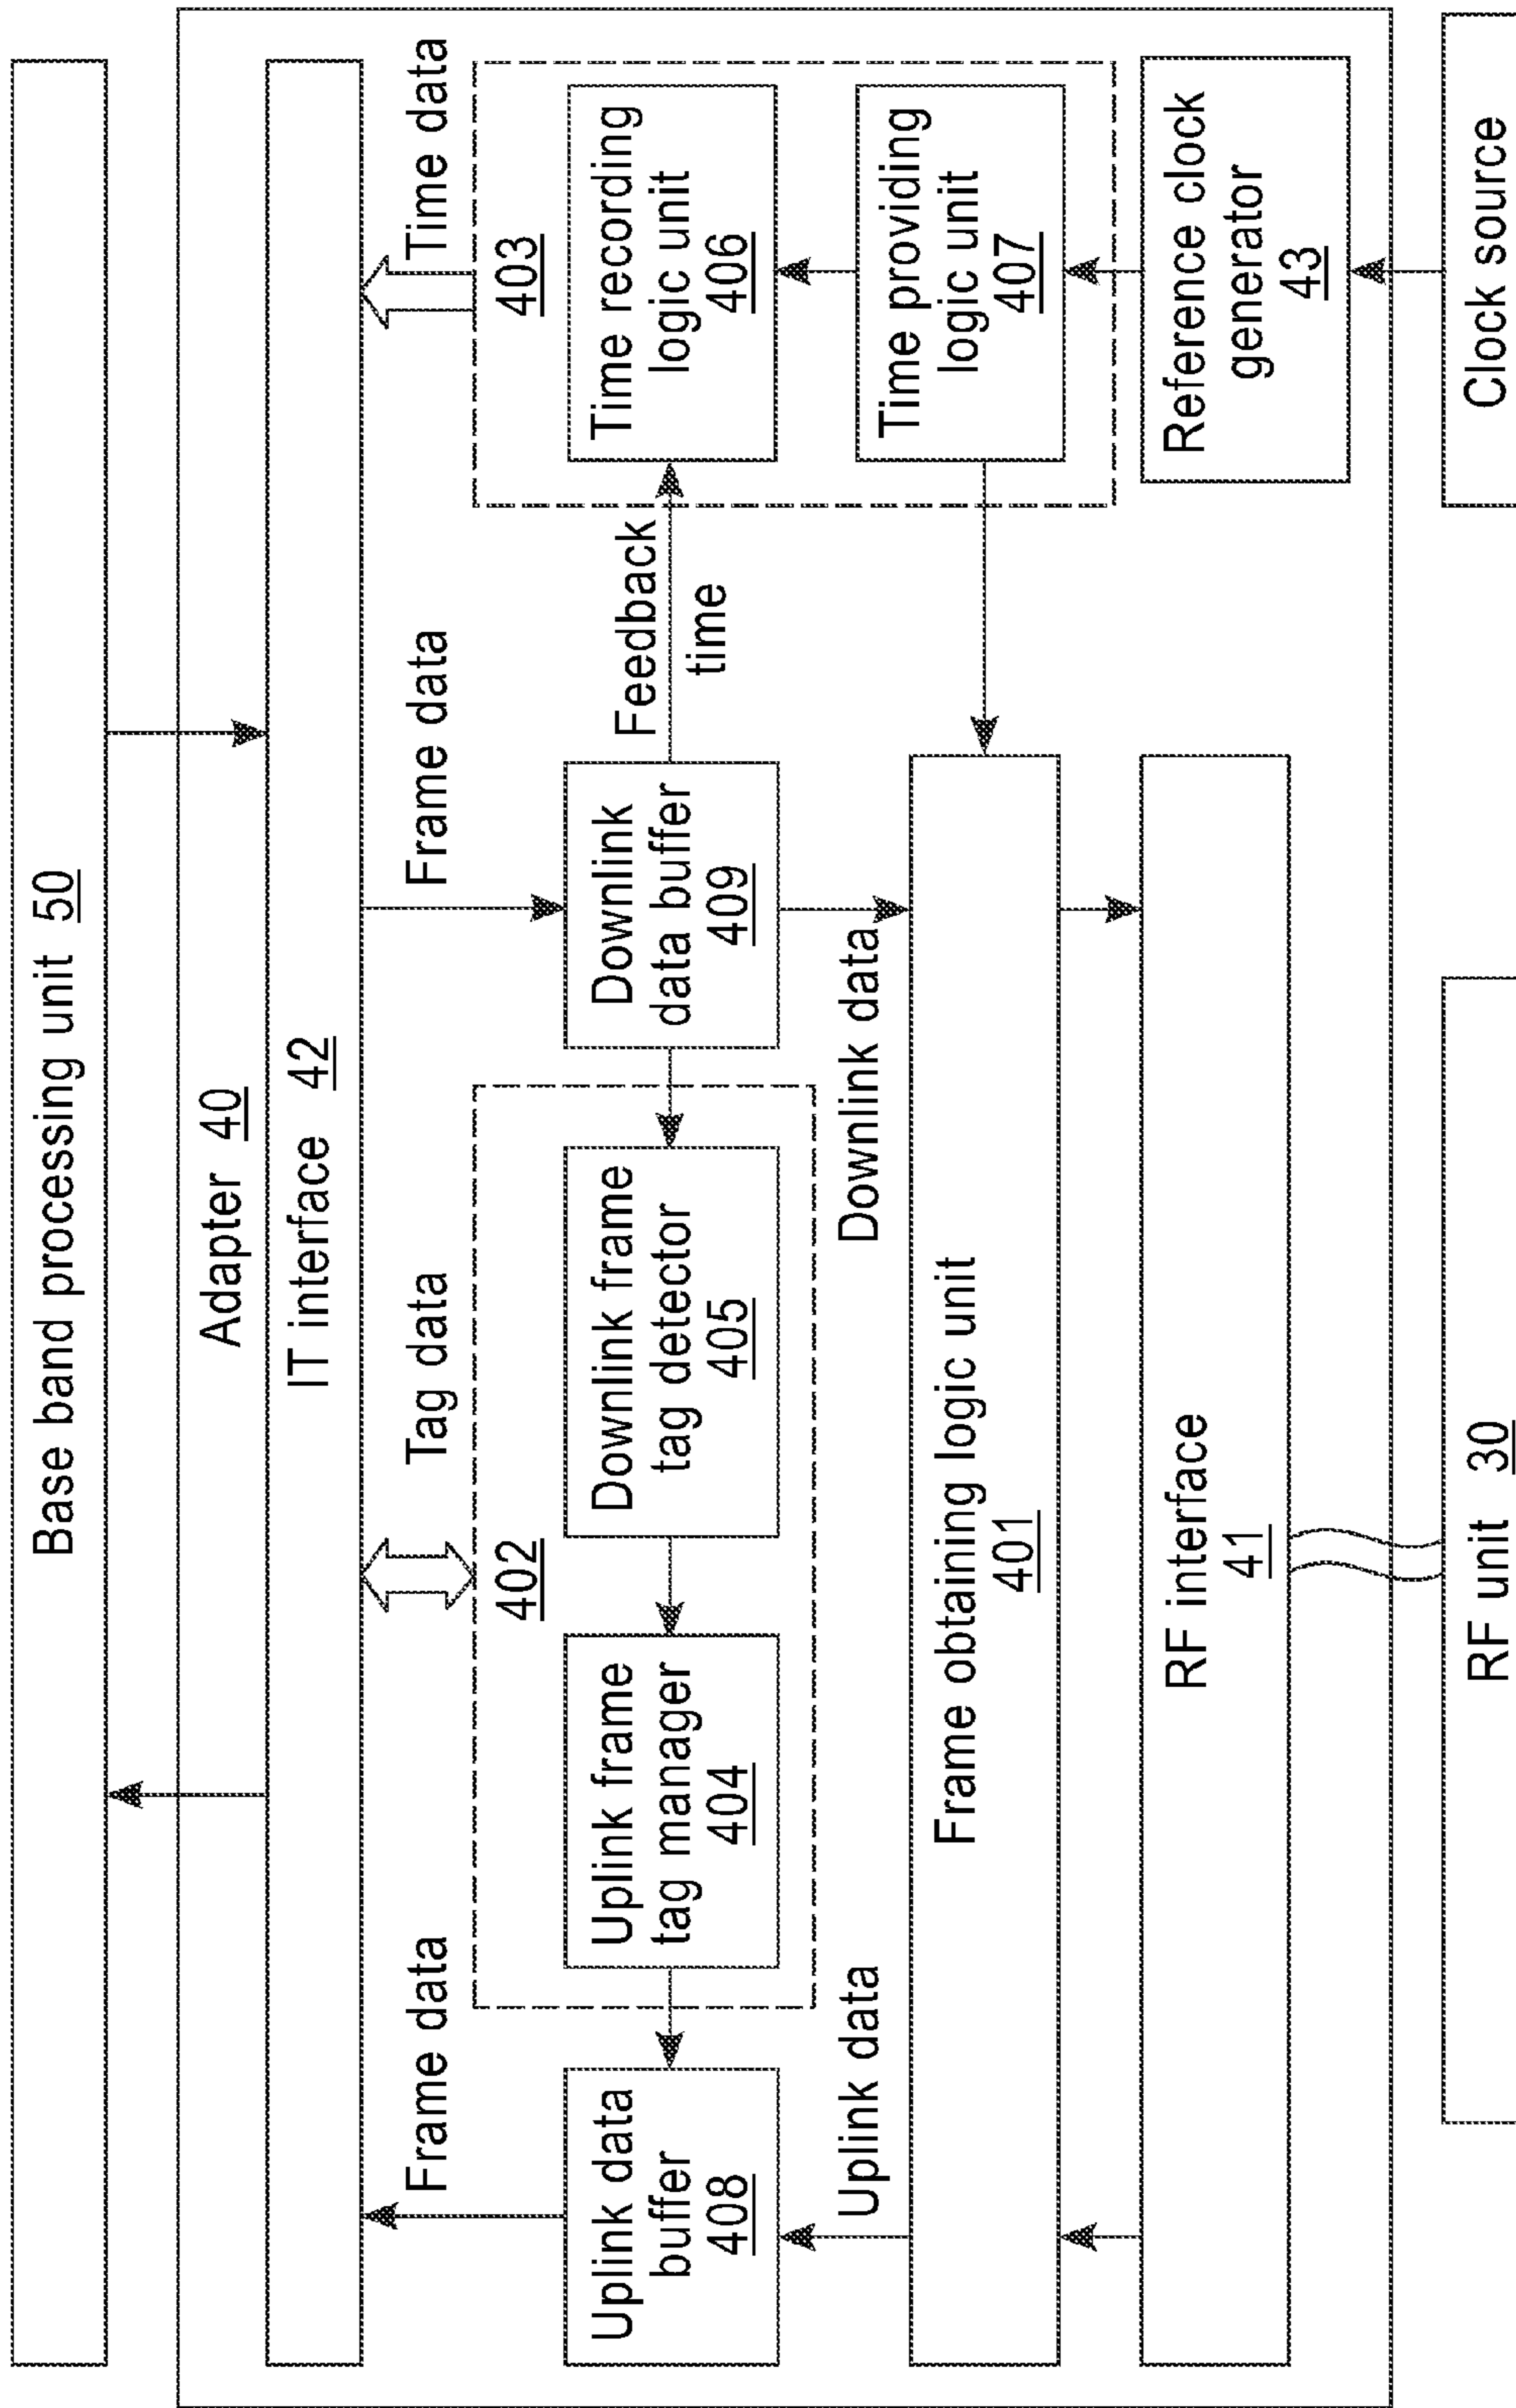 Base band processing unit 50
Adapter 40
IT interface 42
Frame data
Tag data
Frame data
Time data
402
403
Uplink data
buffer
408
Uplink frame
tag manager
404
Downlink frame
tag detector
405
Downlink
data buffer
409
Feedback
time
Time recording
logic unit
406
Uplink data
Downlink data
Time providing
logic unit
407
Frame obtaining logic unit
401
RF interface
41
Reference clock
generator
43
RF unit 30
Clock source